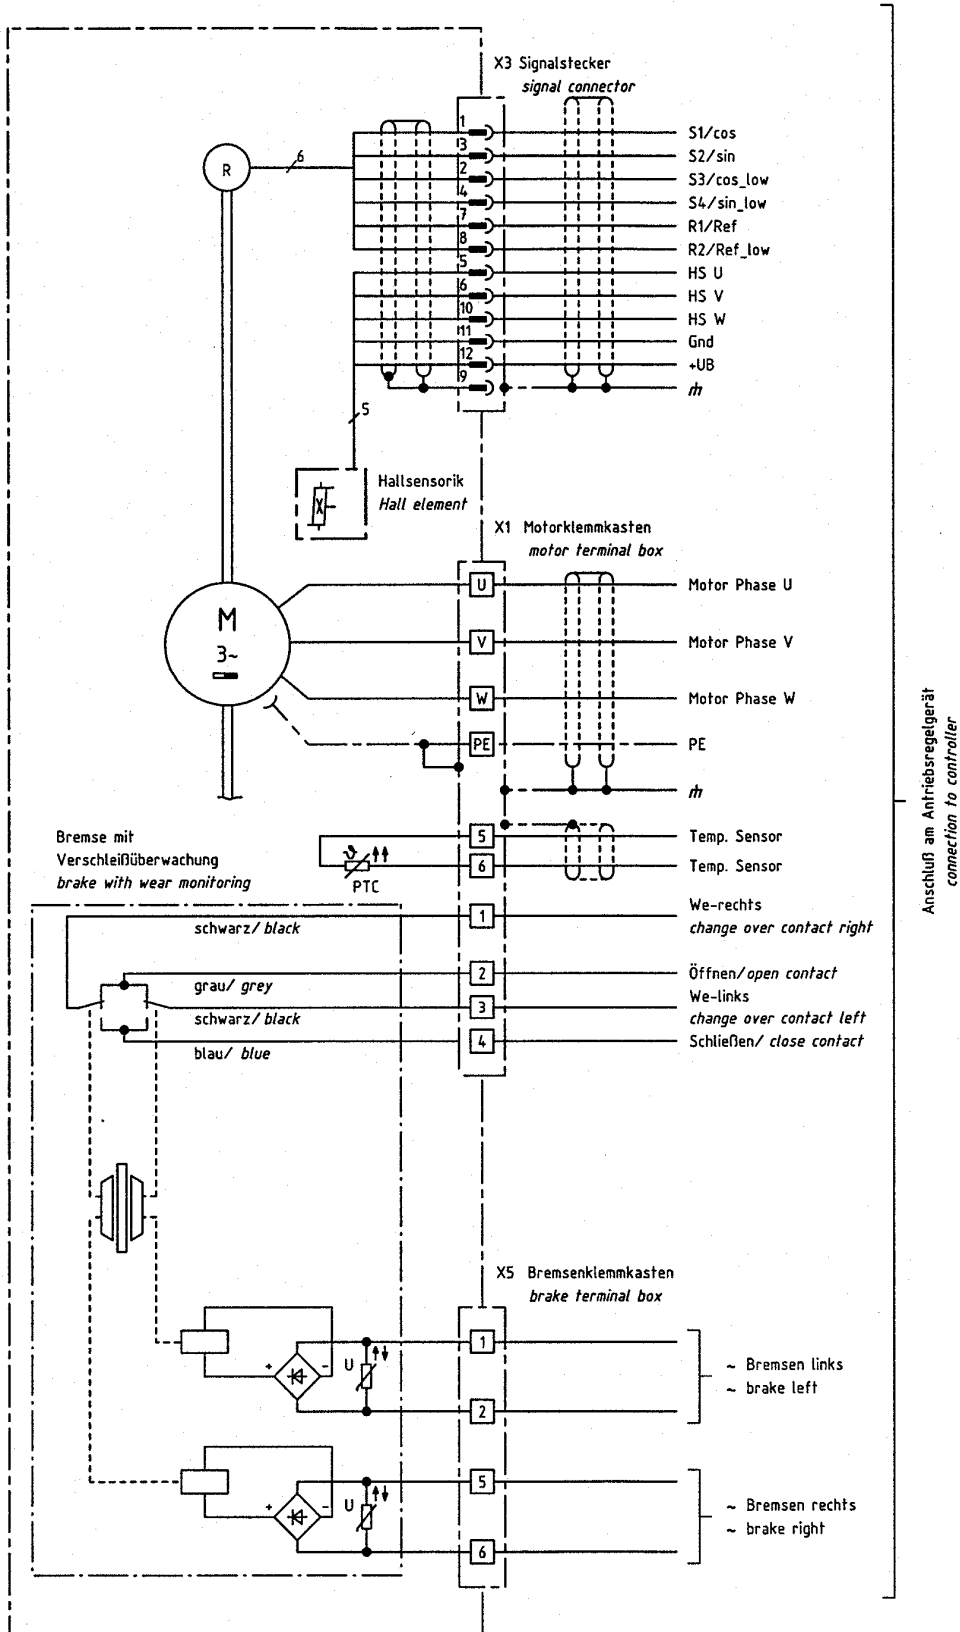 X3 Signalstecker
signal connector
1
S1/cos
3
S2/sin
2
S3/cos_low
4
S4/sin_low
7
R1/Ref
8
R2/Ref_low
5
HS U
6
HS V
10
HS W
11
Gnd
12
+UB
9
R
6
5
Hallsensorik
Hall element
X
X1 Motorklemmkasten
motor terminal box
M
3~
U
Motor Phase U
V
Motor Phase V
W
Motor Phase W
PE
PE
Bremse mit
Verschleißüberwachung
brake with wear monitoring
ϑ
PTC
5
Temp. Sensor
6
Temp. Sensor
1
We-rechts
change over contact right
schwarz/ black
2
Öffnen/open contact
grau/ grey
3
We-links
change over contact left
schwarz/ black
4
Schließen/ close contact
blau/ blue
X5 Bremsenklemmkasten
brake terminal box
+
-
U
1
2
~ Bremsen links
~ brake left
+
-
U
5
6
~ Bremsen rechts
~ brake right
Anschluß am Antriebsregelgerät
connection to controller